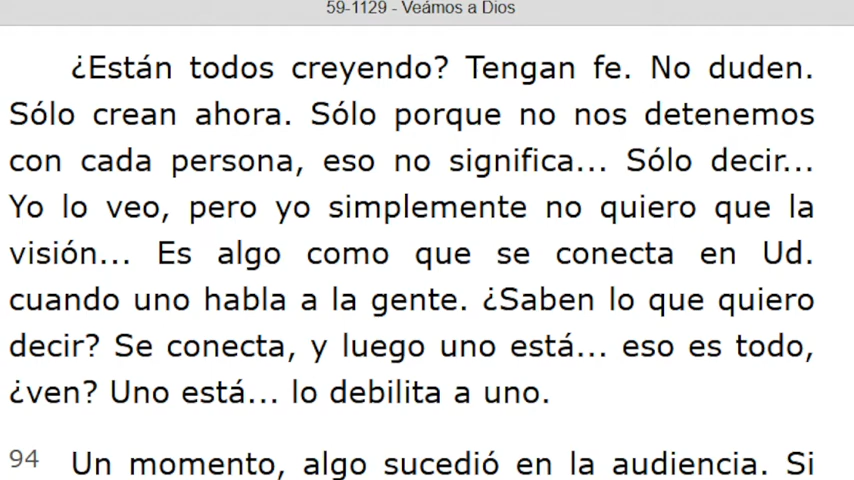 59-1129 - Veámos a Dios
¿Están todos creyendo? Tengan fe. No duden.
Sólo crean ahora. Sólo porque no nos detenemos
con cada persona, eso no significa... Sólo decir...
Yo lo veo, pero yo simplemente no quiero que la
visión... Es algo como que se conecta en Ud.
cuando uno habla a la gente. ¿Saben lo que quiero
decir? Se conecta, y luego uno está... eso es todo,
¿ven? Uno está... lo debilita a uno.
94 Un momento, algo sucedió en la audiencia. Si